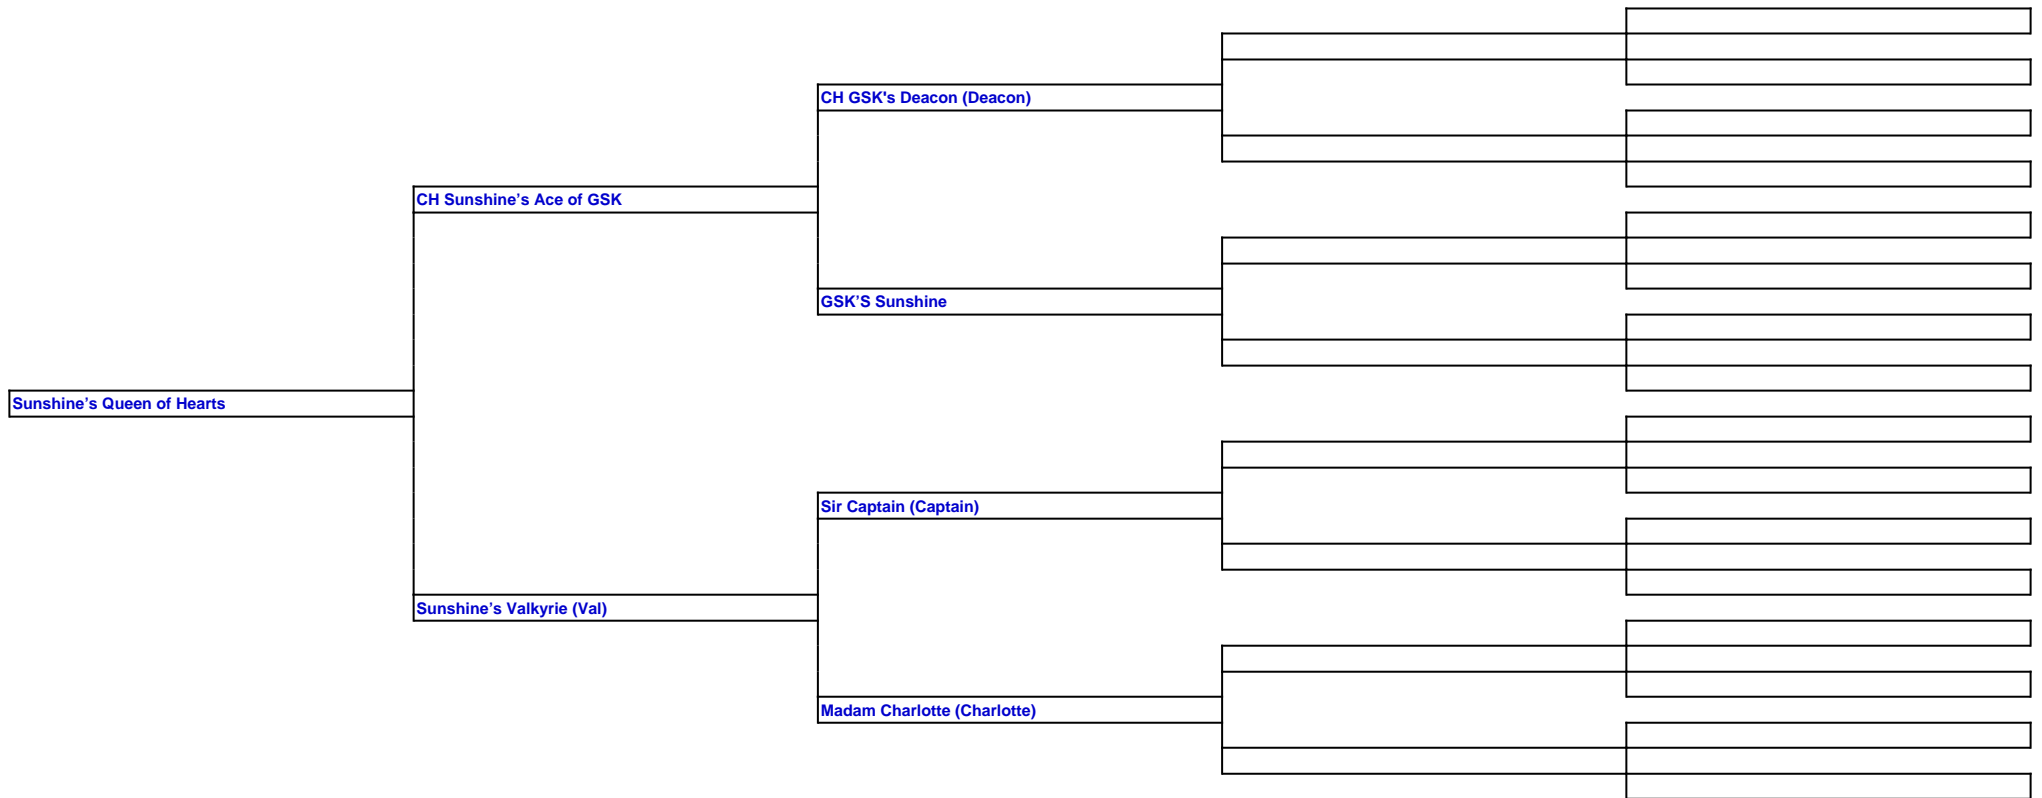 CH GSK's Deacon (Deacon)
CH Sunshine’s Ace of GSK
GSK’S Sunshine
Sunshine’s Queen of Hearts
Sir Captain (Captain)
Sunshine’s Valkyrie (Val)
Madam Charlotte (Charlotte)